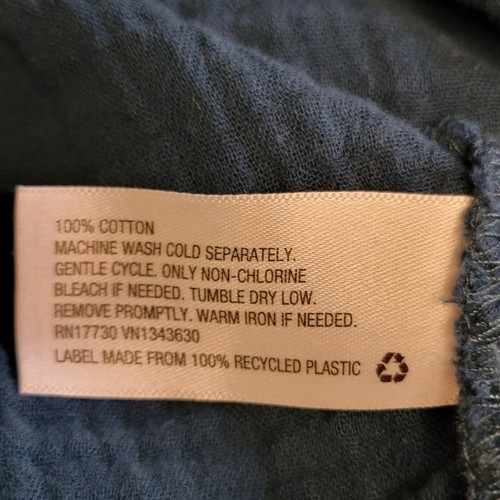 100% COTTON
MACHINE WASH COLD SEPARATELY.
GENTLE CYCLE. ONLY NON-CHLORINE
BLEACH IF NEEDED. TUMBLE DRY LOW.
REMOVE PROMPTLY. WARM IRON IF NEEDED.
RN17730 VN1343630
LABEL MADE FROM 100% RECYCLED PLASTIC